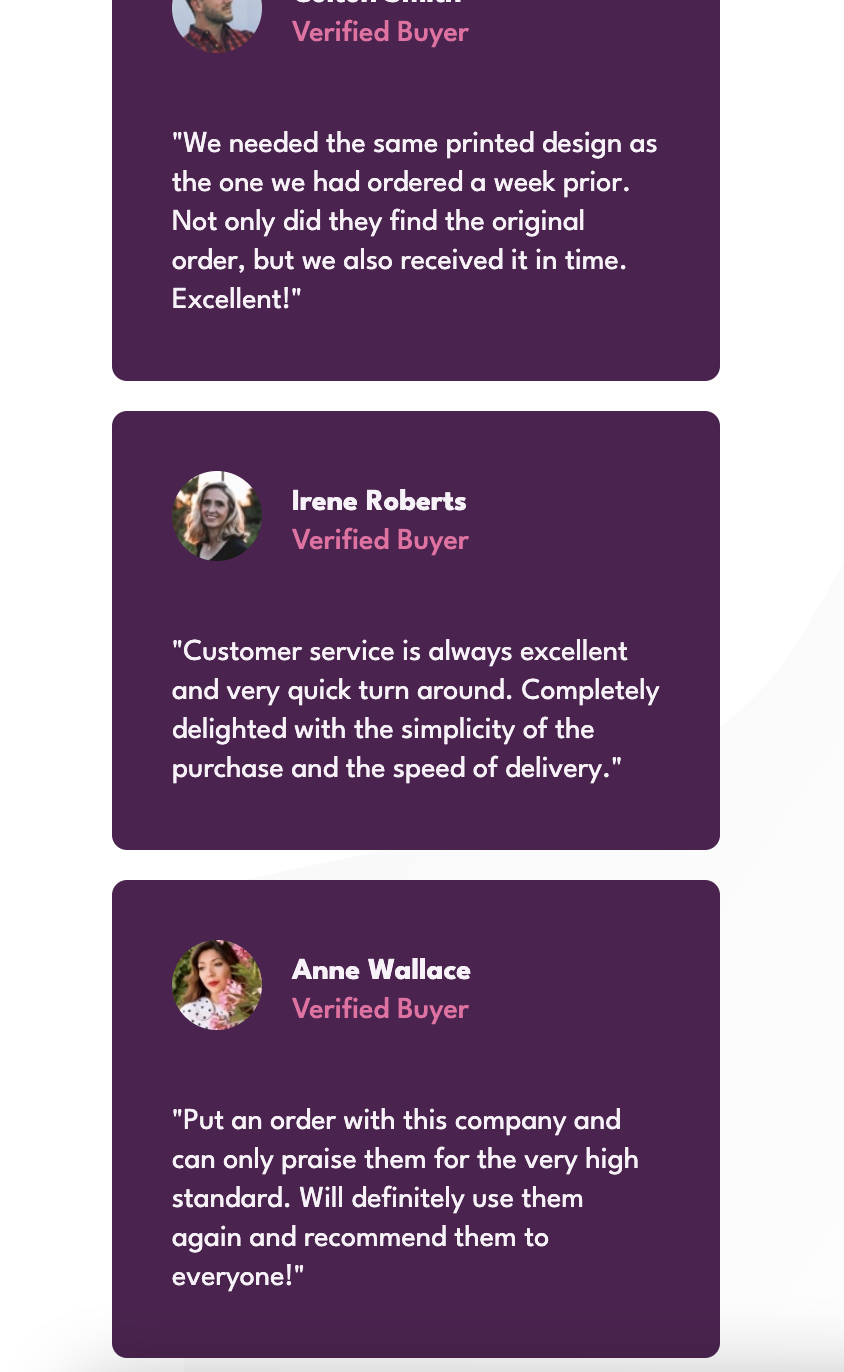 Verified Buyer
"We needed the same printed design as
the one we had ordered a week prior.
Not only did they find the original
order, but we also received it in time.
Excellent!"
Irene Roberts
Verified Buyer
"Customer service is always excellent
and very quick turn around. Completely
delighted with the simplicity of the
purchase and the speed of delivery."
Anne Wallace
Verified Buyer
"Put an order with this company and
can only praise them for the very high
standard. Will definitely use them
again and recommend them to
everyone!"